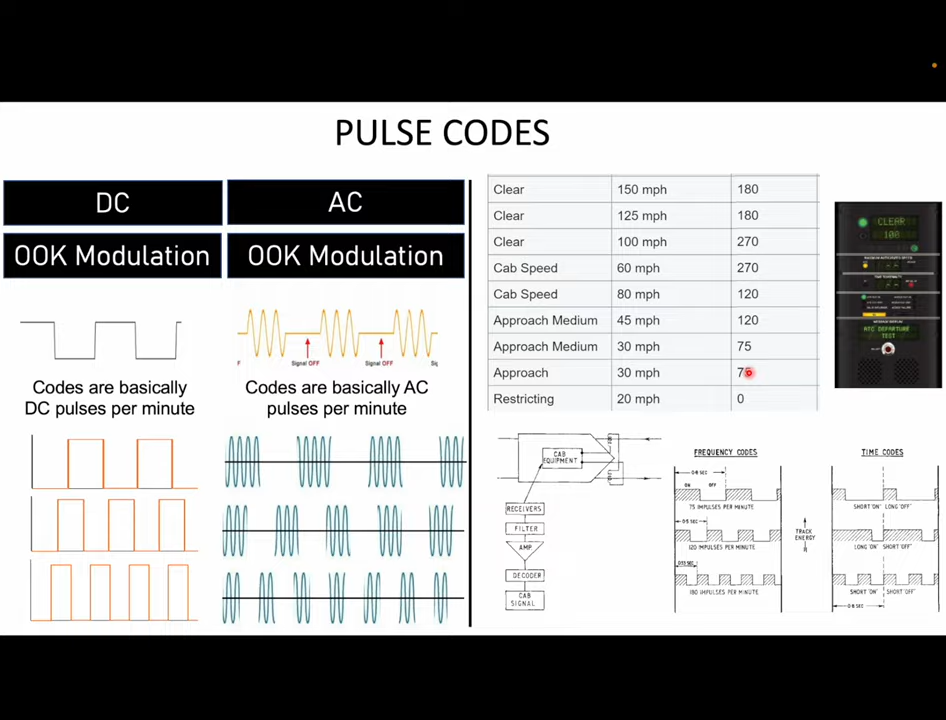 PULSE CODES
DC
AC
OOK Modulation
OOK Modulation
F
Signal OFF
Signal OFF
Sig
Codes are basically
DC pulses per minute
Codes are basically AC
pulses per minute
Clear 150 mph 180
Clear 125 mph 180
Clear 100 mph 270
Cab Speed 60 mph 270
Cab Speed 80 mph 120
Approach Medium 45 mph 120
Approach Medium 30 mph 75
Approach 30 mph 75
Restricting 20 mph 0
CLEAR
100
ATC DEPARTURE
TEST
CAB
EQUIPMENT
RECEIVERS
FILTER
AMP
DECODER
CAB
SIGNAL
FREQUENCY CODES
ON OFF
75 IMPULSES PER MINUTE
120 IMPULSES PER MINUTE
180 IMPULSES PER MINUTE
TRACK
ENERGY
TIME CODES
SHORT "ON" LONG "OFF"
LONG "ON" SHORT "OFF"
SHORT "ON" SHORT "OFF"